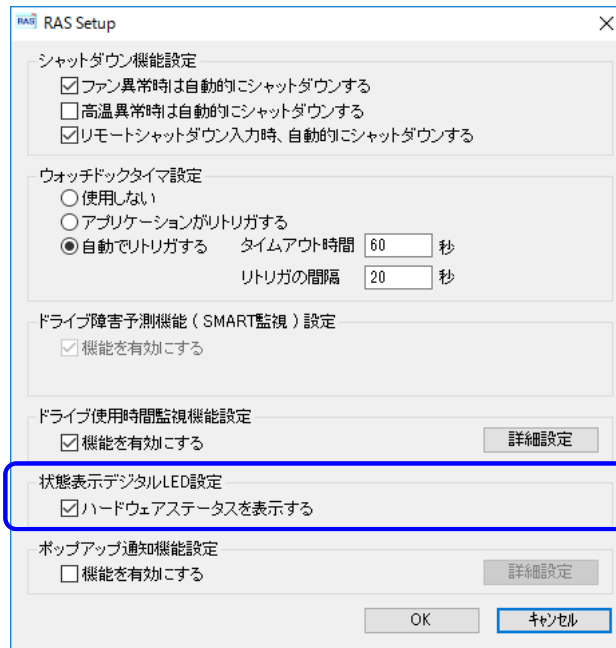 RAS RAS Setup
シャットダウン機能設定
ファン異常時は自動的にシャットダウンする
高温異常時は自動的にシャットダウンする
リモートシャットダウン入力時、自動的にシャットダウンする
ウォッチドックタイマ設定
使用しない
アプリケーションがリトリガする
自動でリトリガする タイムアウト時間 60 秒
リトリガの間隔 20 秒
ドライブ障害予測機能 ( SMART監視 ) 設定
機能を有効にする
ドライブ使用時間監視機能設定
機能を有効にする 詳細設定
状態表示デジタルLED設定
ハードウェアステータスを表示する
ポップアップ通知機能設定
機能を有効にする 詳細設定
OK キャンセル